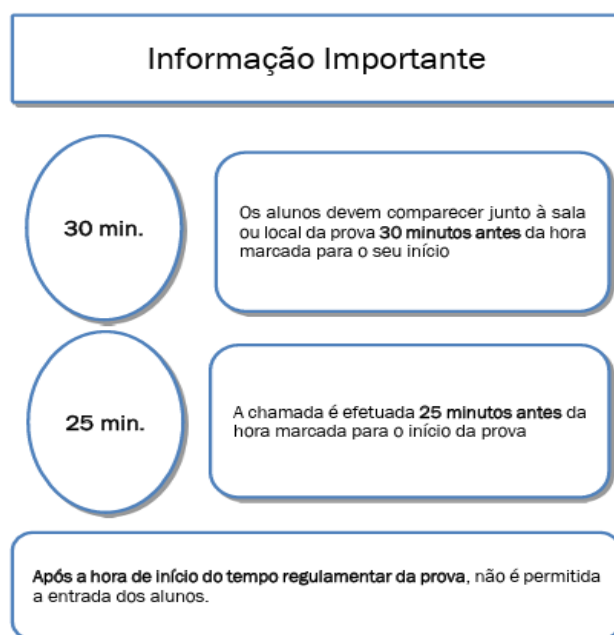 Informação Importante
30 min.
Os alunos devem comparecer junto à sala
ou local da prova 30 minutos antes da hora
marcada para o seu início
25 min.
A chamada é efetuada 25 minutos antes da
hora marcada para o início da prova
Após a hora de início do tempo regulamentar da prova, não é permitida
a entrada dos alunos.